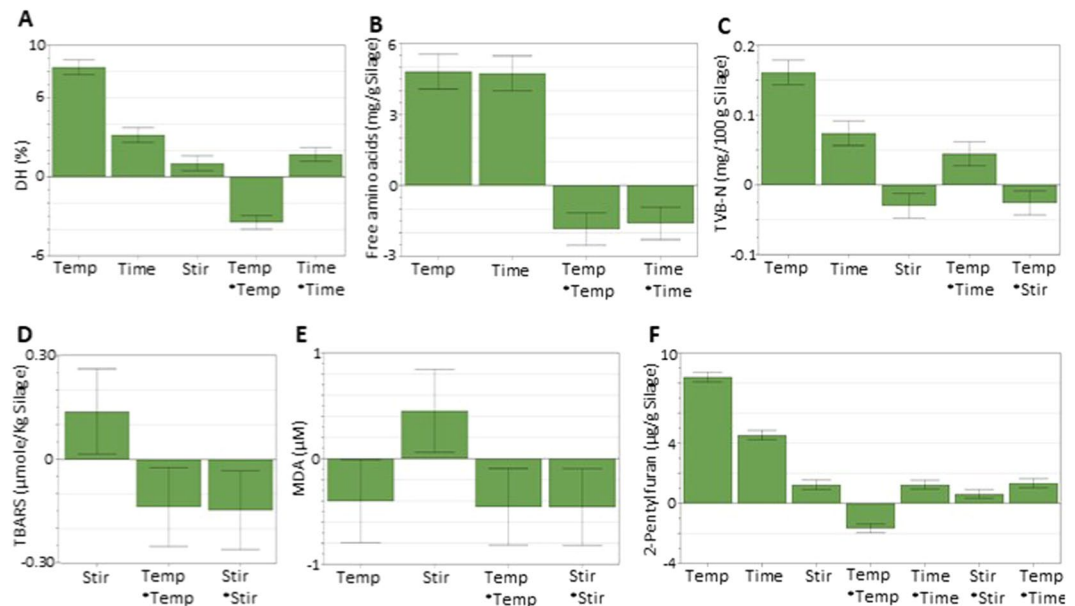 A
DH (%)
10
6
0
-6
Temp Time Stir Temp Time
*Temp *Time
B
Free amino acids (mg/g Silage)
6
3
0
-3
Temp Time Temp Time
*Temp *Time
C
TVB-N (mg/100 g Silage)
0.2
0.1
0
-0.1
Temp Time Stir Temp Temp
*Time *Stir
D
TBARS (µmole/Kg Silage)
0.30
0
-0.30
Stir Temp Stir
*Temp *Stir
E
MDA (µM)
1
0
-1
Temp Stir Temp Stir
*Temp *Stir
F
2-Pentylfuran (µg/g Silage)
10
4
0
-4
Temp Time Stir Temp Time Stir Temp
*Temp *Time *Stir *Time